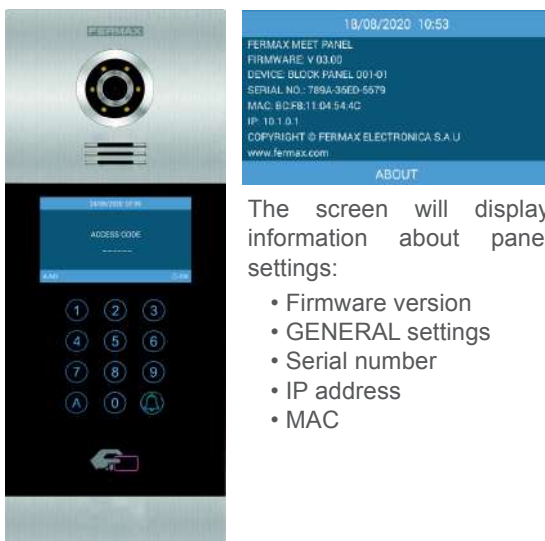 FERMAX
ACCESS CODE
1 2 3
4 5 6
7 8 9
A 0
18/08/2020 10:53
FERMAX MEET PANEL
FIRMWARE: V 03.00
DEVICE: BLOCK PANEL 001-01
SERIAL NO.: 789A-36ED-5679
MAC: BC:F8:11:04:54:4C
IP: 10.1.0.1
COPYRIGHT © FERMAX ELECTRONICA S.A.U
www.fermax.com
ABOUT
The screen will display
information about pane
settings:
• Firmware version
• GENERAL settings
• Serial number
• IP address
• MAC